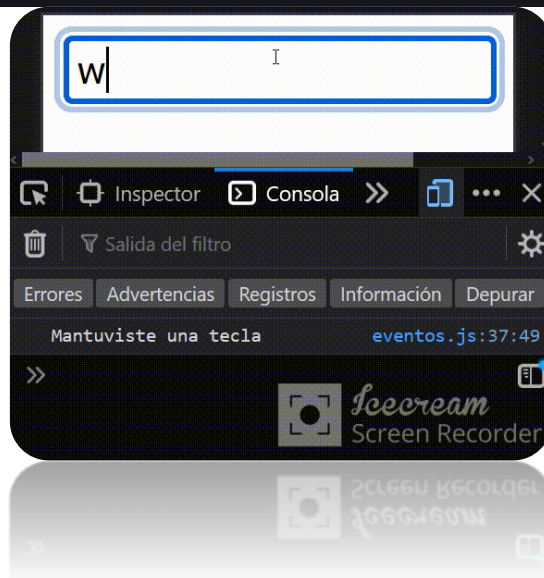 w
Inspector
Consola
Salida del filtro
Errores Advertencias Registros Información Depurar
Mantuviste una tecla eventos.js:37:49
Icecream
Screen Recorder